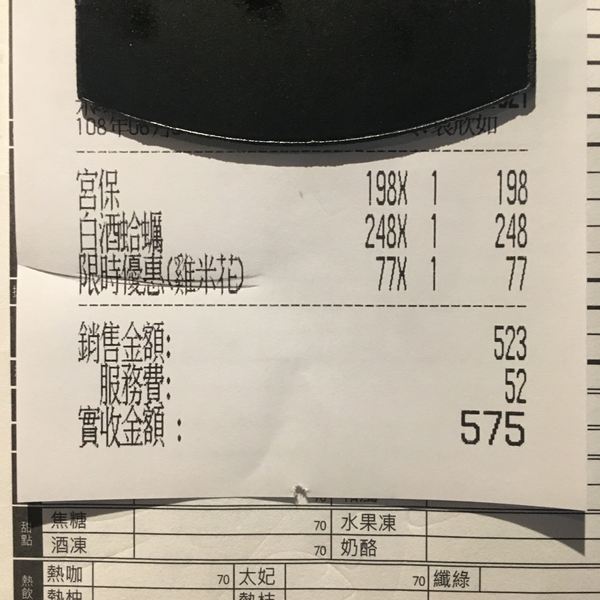 108年06月
宮保 198X 1 198
白酒蛤蠣 248X 1 248
限時優惠(雞米花) 77X 1 77
銷售金額: 523
服務費: 52
實收金額: 575
甜點 焦糖 70 水果凍
酒凍 70 奶酪
熱飲 熱咖 70 太妃 70 纖綠